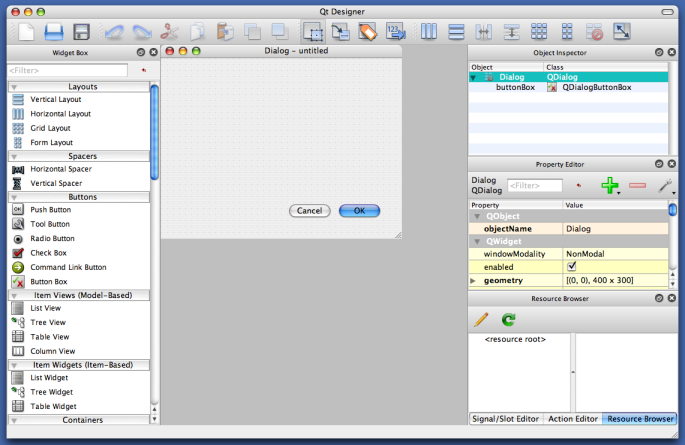 Qt Designer
123
Widget Box
<Filter>
Layouts
Vertical Layout
Horizontal Layout
Grid Layout
Form Layout
Spacers
Horizontal Spacer
Vertical Spacer
Buttons
OK Push Button
Tool Button
Radio Button
Check Box
Command Link Button
Button Box
Item Views (Model-Based)
List View
Tree View
Table View
Column View
Item Widgets (Item-Based)
List Widget
Tree Widget
Table Widget
Containers
Dialog - untitled
Cancel
OK
Object Inspector
Object Class
Dialog QDialog
buttonBox QDialogButtonBox
Property Editor
Dialog
QDialog
<Filter>
Property Value
QObject
objectName Dialog
QWidget
windowModality NonModal
enabled
geometry [(0, 0), 400 x 300]
Resource Browser
<resource root>
Signal/Slot Editor Action Editor Resource Browser